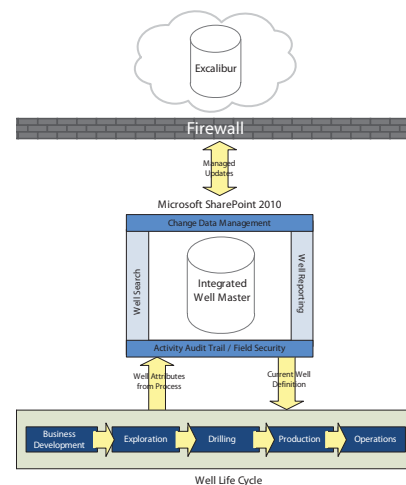 Excalibur
Firewall
Managed
Updates
Microsoft SharePoint 2010
Change Data Management
Well Search
Integrated
Well Master
Well Reporting
Activity Audit Trail / Field Security
Well Attributes
from Process
Current Well
Definition
Business
Development
Exploration
Drilling
Production
Operations
Well Life Cycle